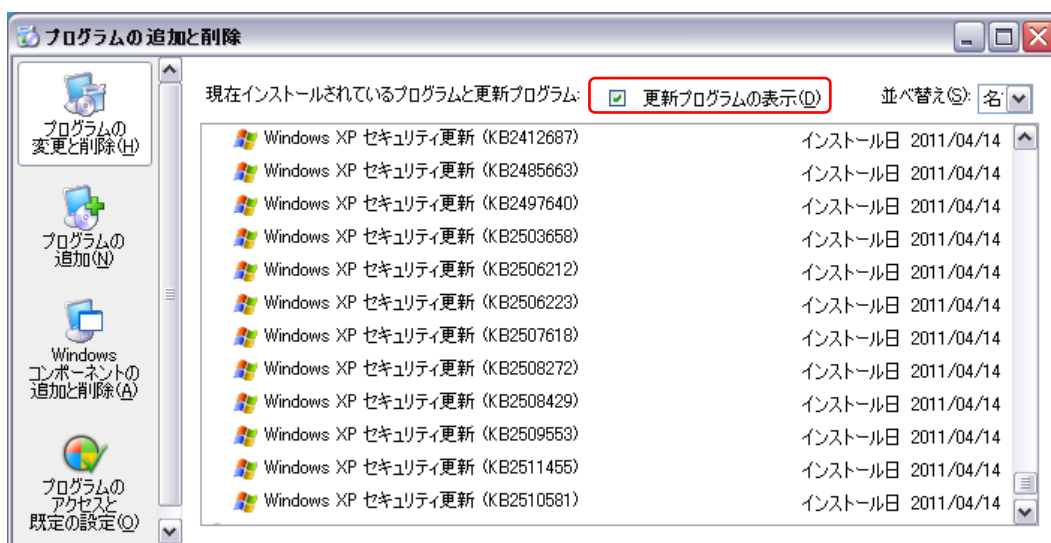 プログラムの追加と削除
プログラムの
変更と削除(H)
プログラムの
追加(N)
Windows
コンポーネントの
追加と削除(A)
プログラムの
アクセスと
既定の設定(O)
現在インストールされているプログラムと更新プログラム: 更新プログラムの表示(D) 並べ替え(S): 名
Windows XP セキュリティ更新 (KB2412687) インストール日 2011/04/14
Windows XP セキュリティ更新 (KB2485663) インストール日 2011/04/14
Windows XP セキュリティ更新 (KB2497640) インストール日 2011/04/14
Windows XP セキュリティ更新 (KB2503658) インストール日 2011/04/14
Windows XP セキュリティ更新 (KB2506212) インストール日 2011/04/14
Windows XP セキュリティ更新 (KB2506223) インストール日 2011/04/14
Windows XP セキュリティ更新 (KB2507618) インストール日 2011/04/14
Windows XP セキュリティ更新 (KB2508272) インストール日 2011/04/14
Windows XP セキュリティ更新 (KB2508429) インストール日 2011/04/14
Windows XP セキュリティ更新 (KB2509553) インストール日 2011/04/14
Windows XP セキュリティ更新 (KB2511455) インストール日 2011/04/14
Windows XP セキュリティ更新 (KB2510581) インストール日 2011/04/14